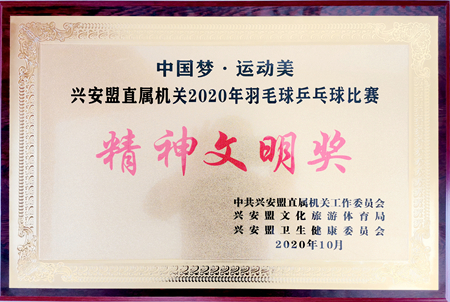 中国梦·运动美
兴安盟直属机关2020年羽毛球乒乓球比赛
精神文明奖
中共兴安盟直属机关工作委员会
兴安盟文化旅游体育局
兴安盟卫生健康委员会
2020年10月